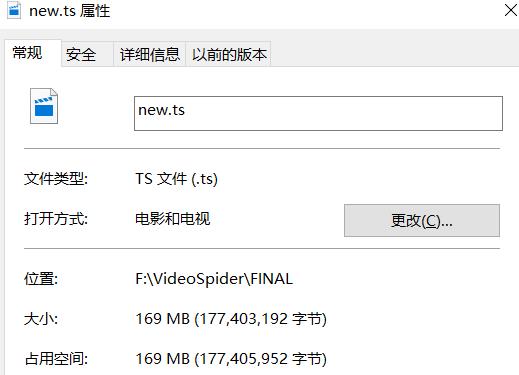 new.ts 属性
常规 安全 详细信息 以前的版本
new.ts
文件类型: TS 文件 (.ts)
打开方式: 电影和电视 更改(C)...
位置: F:\VideoSpider\FINAL
大小: 169 MB (177,403,192 字节)
占用空间: 169 MB (177,405,952 字节)